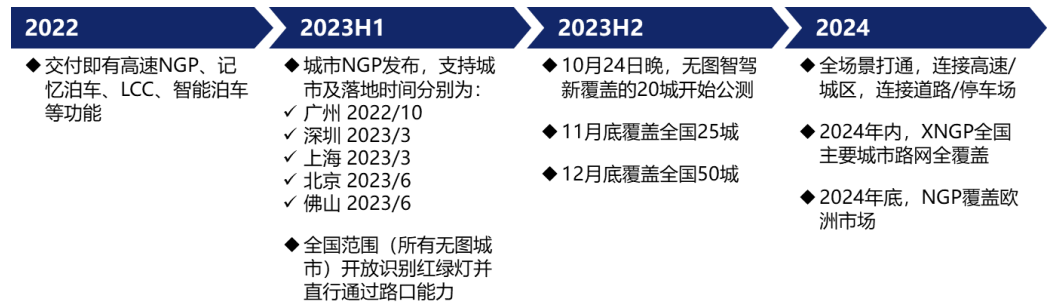 2022
交付即有高速NGP、记
忆泊车、LCC、智能泊车
等功能
2023H1
城市NGP发布，支持城
市及落地时间分别为：
广州 2022/10
深圳 2023/3
上海 2023/3
北京 2023/6
佛山 2023/6
全国范围（所有无图城
市）开放识别红绿灯并
直行通过路口能力
2023H2
10月24日晚，无图智驾
新覆盖的20城开始公测
11月底覆盖全国25城
12月底覆盖全国50城
2024
全场景打通，连接高速/
城区，连接道路/停车场
2024年内，XNGP全国
主要城市路网全覆盖
2024年底，NGP覆盖欧
洲市场